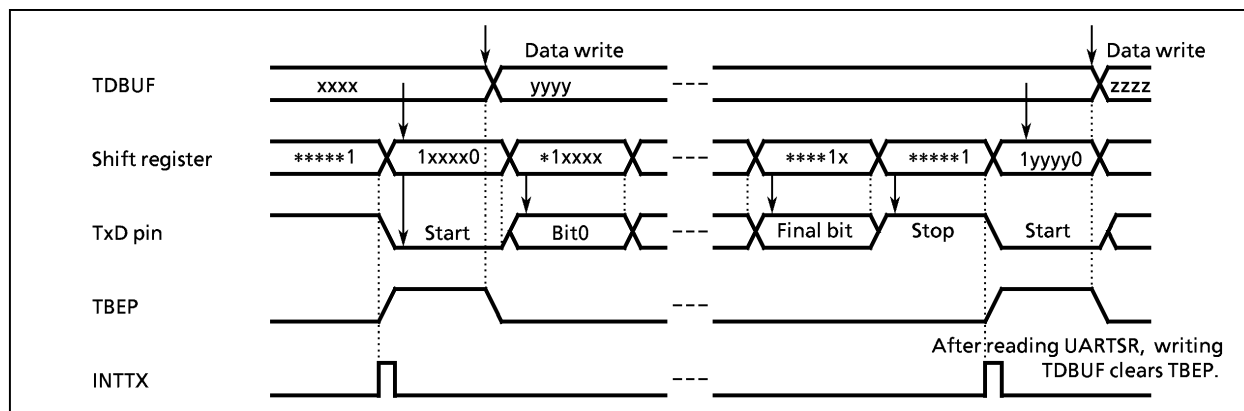 Data write Data write
TDBUF xxxx yyyy zzzz
Shift register *****1 1xxxx0 *1xxxx ****1x *****1 1yyyy0
TxD pin Start Bit0 Final bit Stop Start
TBEP
After reading UARTSR, writing
TDBUF clears TBEP.
INTTX